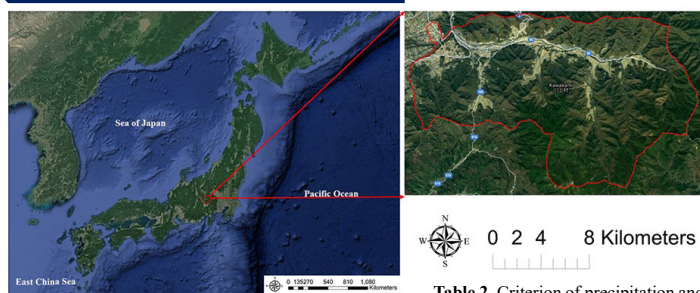 Sea of Japan
Pacific Ocean
East China Sea
0 135270 540 810 1,080
Kilometers
Kawakami
N
W E
S
0 2 4 8 Kilometers
Table 2. Criterion of precipitation and